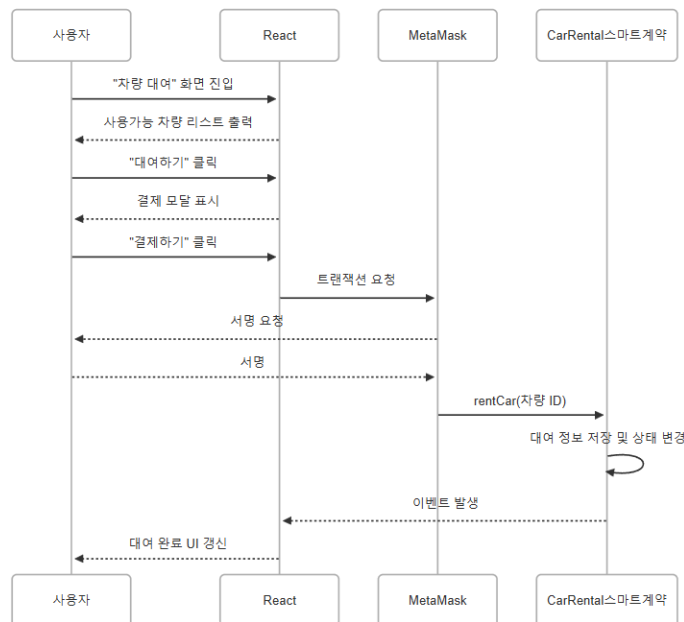 사용자
React
MetaMask
CarRental스마트계약
"차량 대여" 화면 진입
사용가능 차량 리스트 출력
"대여하기" 클릭
결제 모달 표시
"결제하기" 클릭
트랜잭션 요청
서명 요청
서명
rentCar(차량 ID)
대여 정보 저장 및 상태 변경
이벤트 발생
대여 완료 UI 갱신
사용자
React
MetaMask
CarRental스마트계약